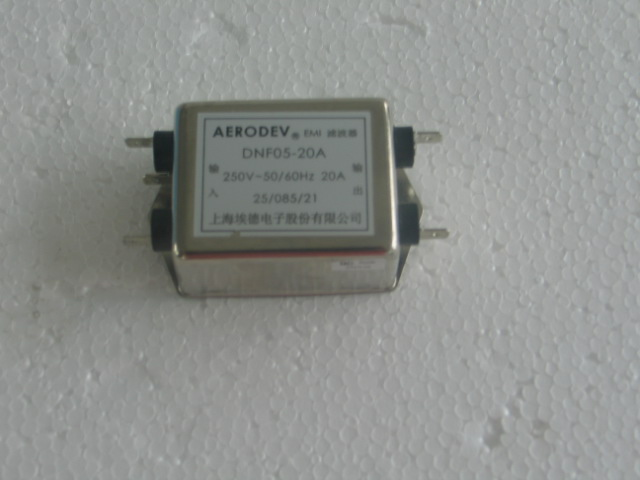 AERODEV® EMI 滤波器
DNF05-20A
输入
250V~50/60Hz 20A
输出
25/085/21
上海埃德电子股份有限公司